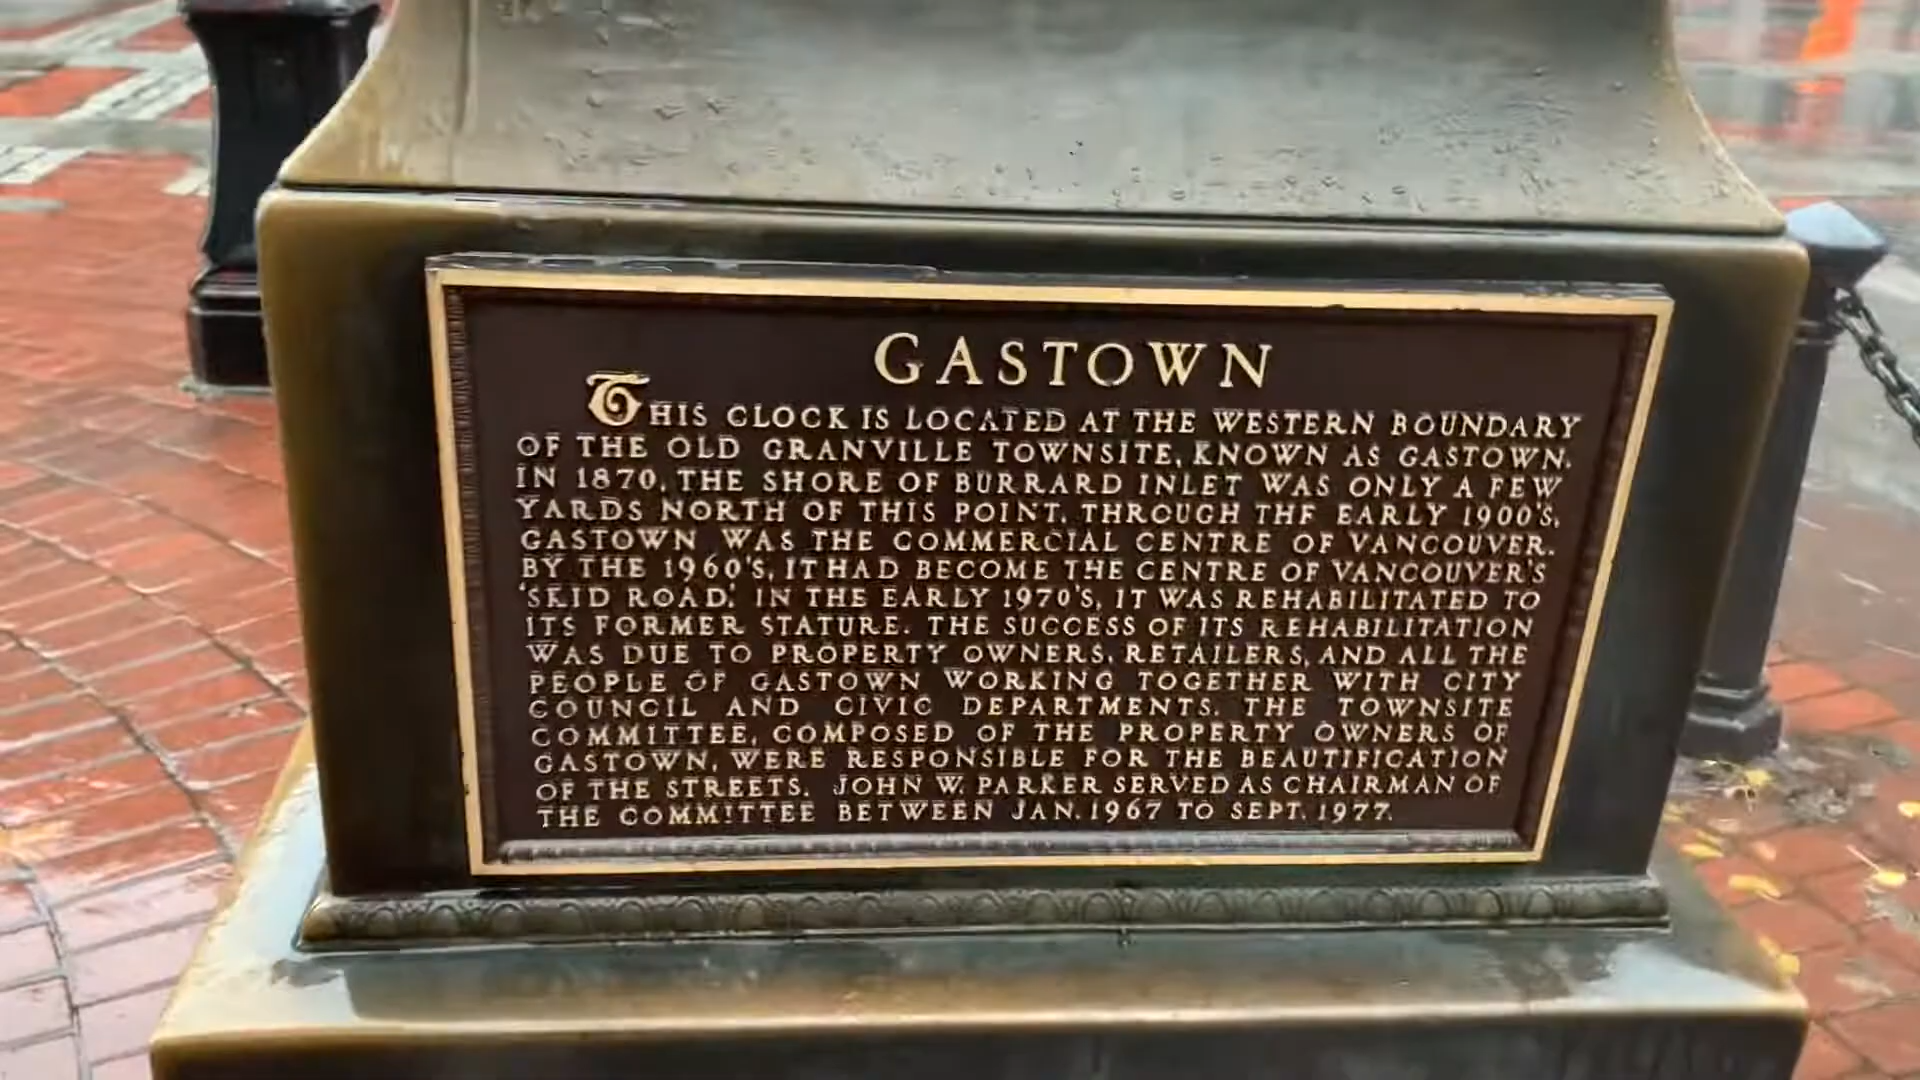 GASTOWN
THIS CLOCK IS LOCATED AT THE WESTERN BOUNDARY
OF THE OLD GRANVILLE TOWNSITE, KNOWN AS GASTOWN.
IN 1870, THE SHORE OF BURRARD INLET WAS ONLY A FEW
YARDS NORTH OF THIS POINT. THROUGH THE EARLY 1900'S,
GASTOWN WAS THE COMMERCIAL CENTRE OF VANCOUVER.
BY THE 1960'S, IT HAD BECOME THE CENTRE OF VANCOUVER'S
'SKID ROAD'. IN THE EARLY 1970'S, IT WAS REHABILITATED TO
ITS FORMER STATURE. THE SUCCESS OF ITS REHABILITATION
WAS DUE TO PROPERTY OWNERS, RETAILERS, AND ALL THE
PEOPLE OF GASTOWN WORKING TOGETHER WITH CITY
COUNCIL AND CIVIC DEPARTMENTS. THE TOWNSITE
COMMITTEE, COMPOSED OF THE PROPERTY OWNERS OF
GASTOWN, WERE RESPONSIBLE FOR THE BEAUTIFICATION
OF THE STREETS. JOHN W. PARKER SERVED AS CHAIRMAN OF
THE COMMITTEE BETWEEN JAN. 1967 TO SEPT. 1977.